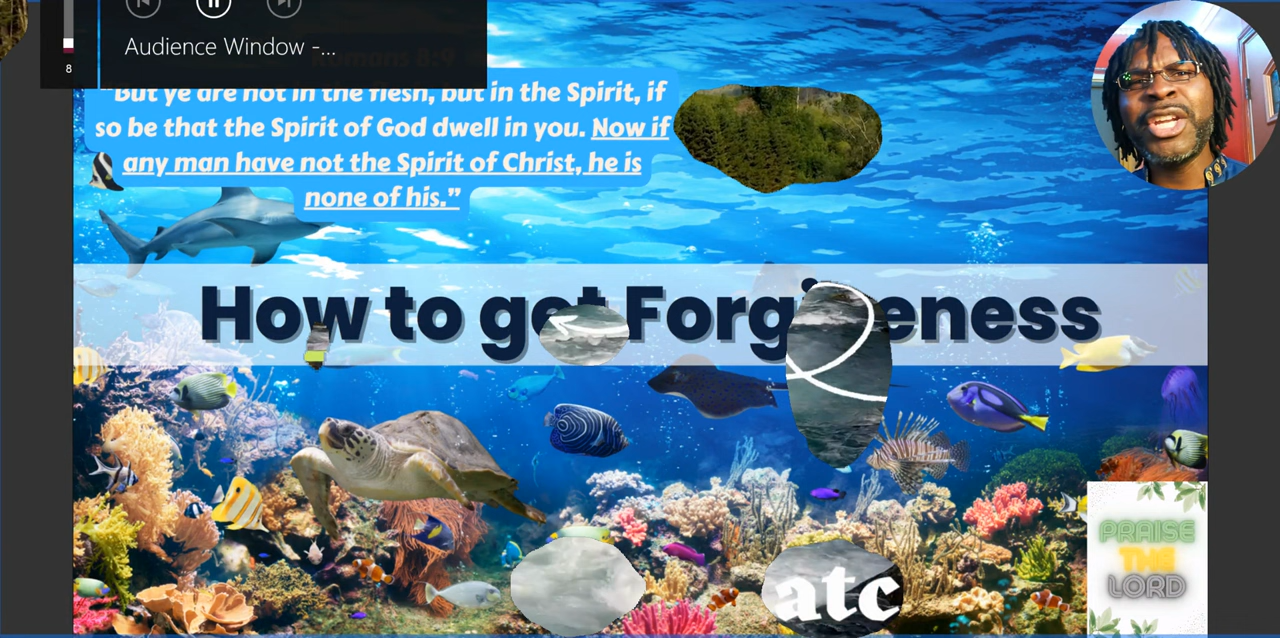 Audience Window -...
8
Romans 8:9
"But ye are not in the flesh, but in the Spirit, if
so be that the Spirit of God dwell in you. Now if
any man have not the Spirit of Christ, he is
none of his."
How to get Forgiveness
atc
PRAISE
THE
LORD